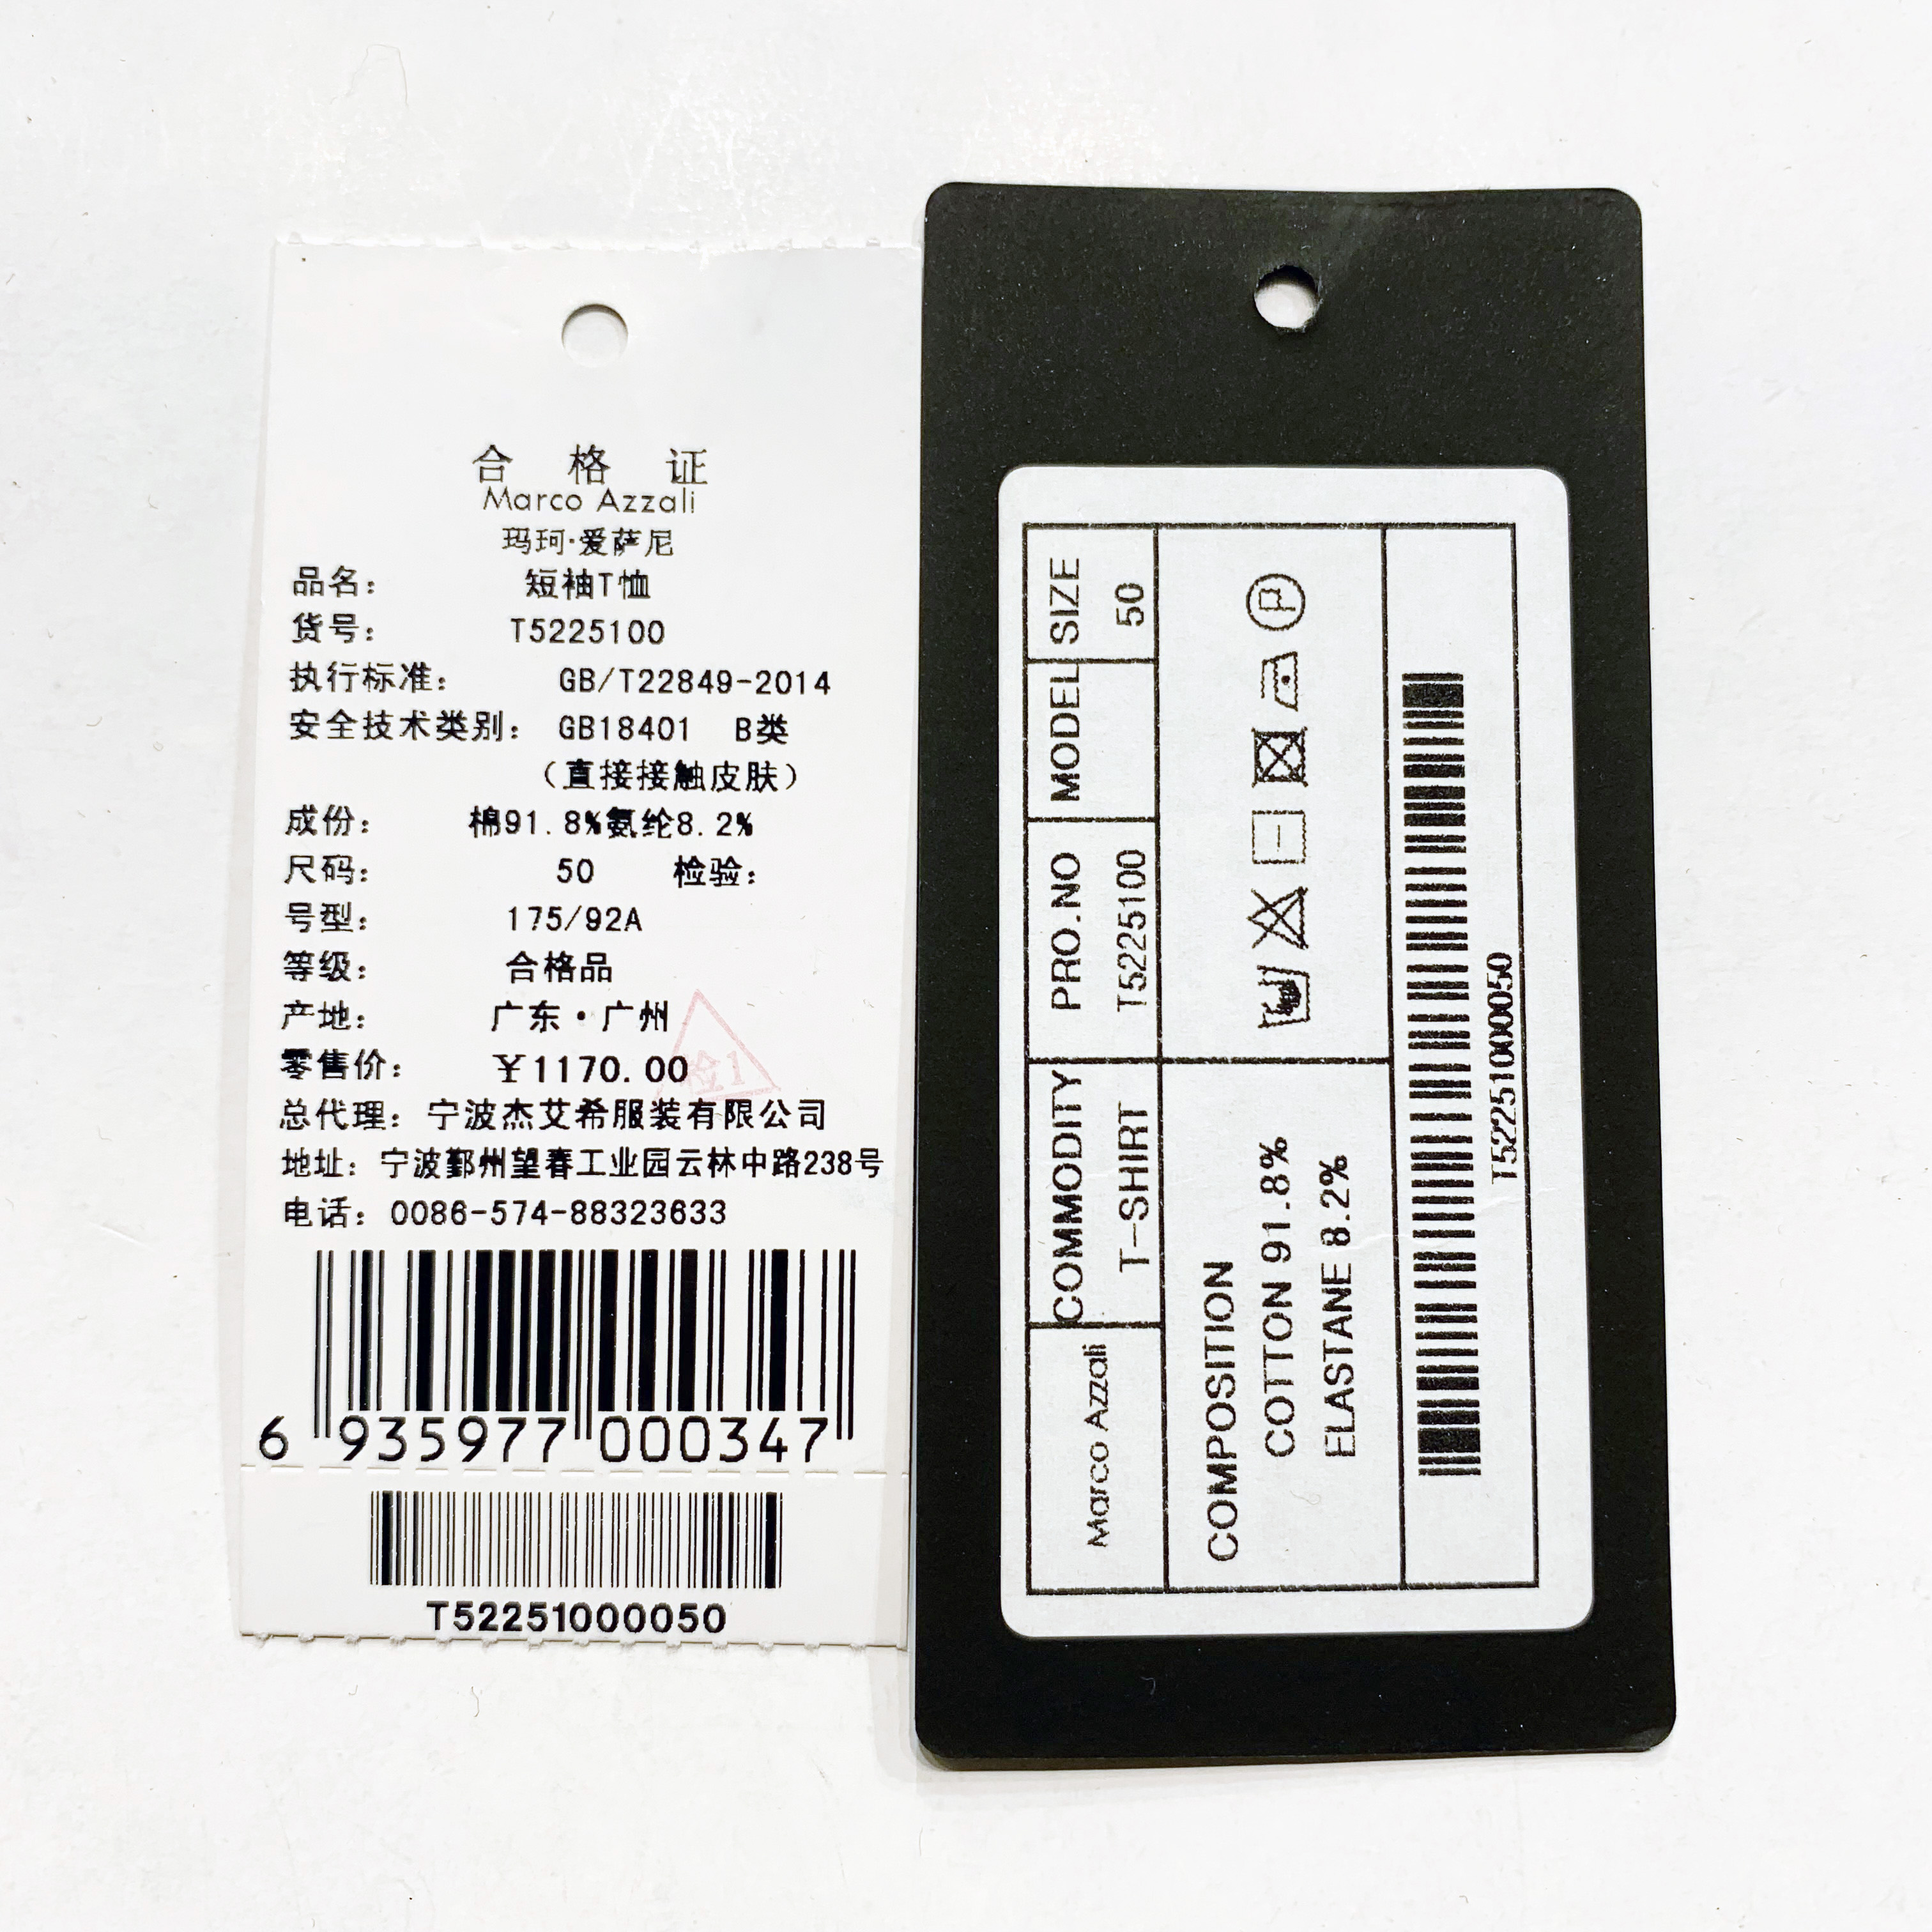 合 格 证
Marco Azzali
玛珂·爱萨尼
品名: 短袖T恤
货号: T5225100
执行标准: GB/T22849-2014
安全技术类别: GB18401 B类
(直接接触皮肤)
成份: 棉91.8%氨纶8.2%
尺码: 50 检验:
号型: 175/92A
等级: 合格品
产地: 广东·广州
检1
零售价: ¥1170.00
总代理: 宁波杰艾希服装有限公司
地址: 宁波鄞州望春工业园云林中路238号
电话: 0086-574-88323633
6 935977 000347
T52251000050
Marco Azzali COMMODITY PRO.NO MODEL SIZE
T-SHIRT T5225100 50
COMPOSITION
COTTON 91.8%
ELASTANE 8.2%
P
T52251000050